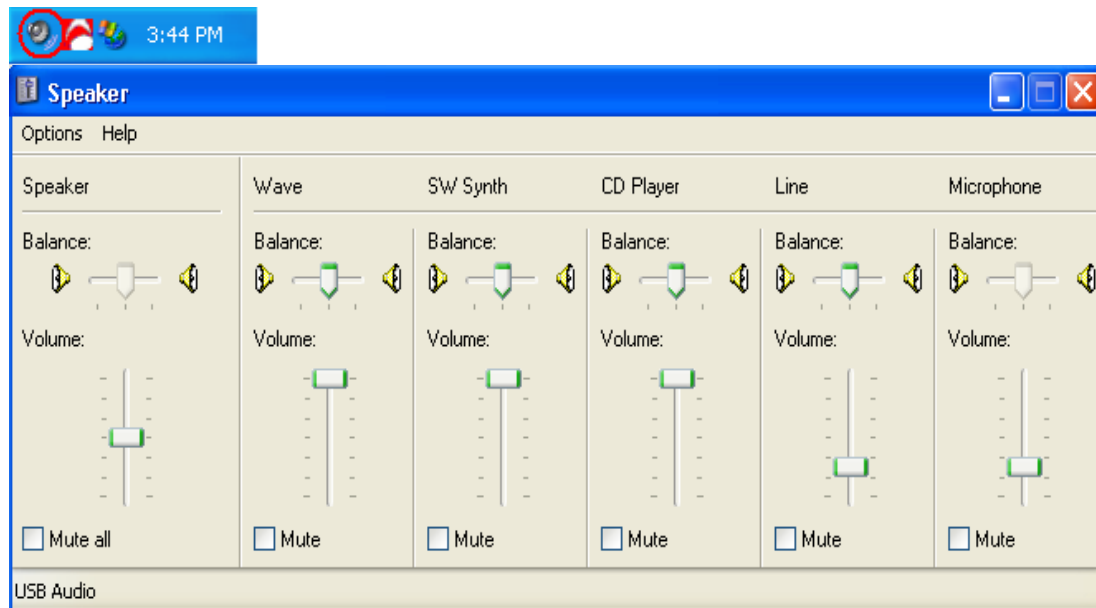 3:44 PM
Speaker
Options Help
Speaker Wave SW Synth CD Player Line Microphone
Balance: Balance: Balance: Balance: Balance: Balance:
Volume: Volume: Volume: Volume: Volume: Volume:
Mute all Mute Mute Mute Mute Mute
USB Audio